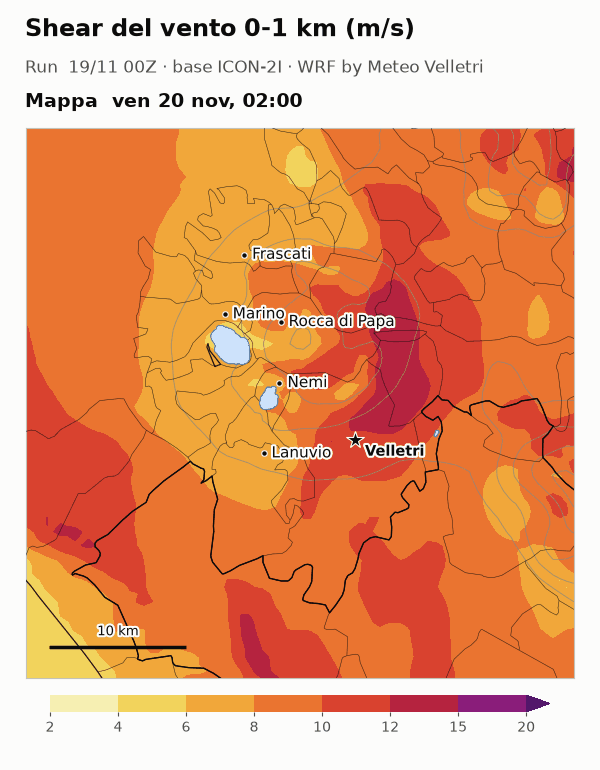 Shear del vento 0-1 km (m/s)
Run  19/11 00Z · base ICON-2I · WRF by Meteo Velletri
Mappa  ven 20 nov, 02:00
Frascati
Marino
Rocca di Papa
Nemi
Velletri
Lanuvio
10 km
2 4 6 8 10 12 15 20